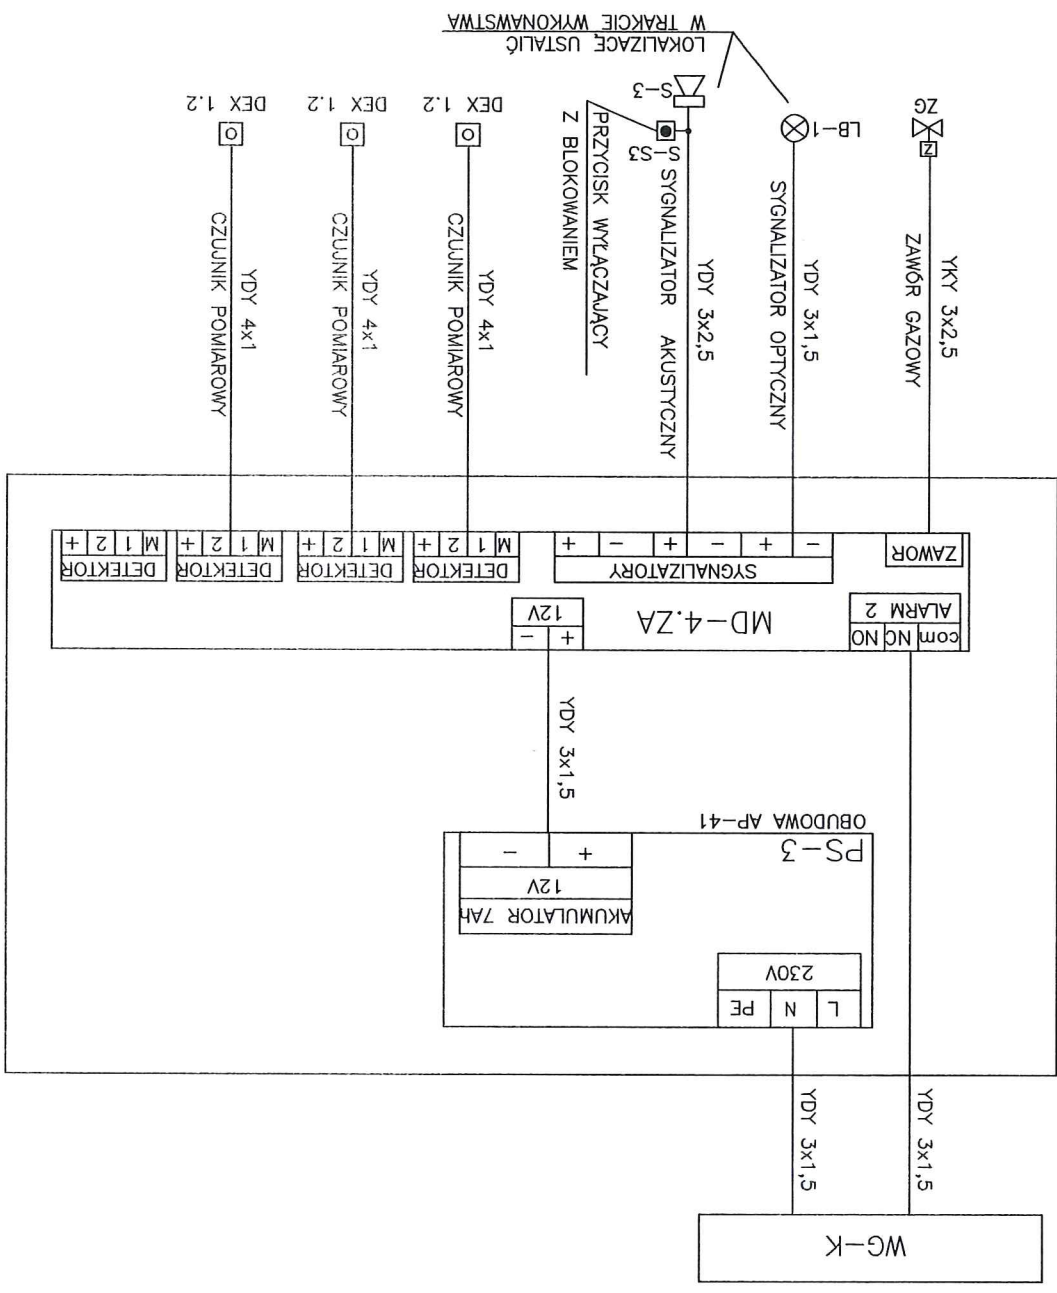 WG-K
YDY 3x1,5
YDY 3x1,5
L N PE
230V
AKUMULATOR 7Ah
12V
+ -
PS-3
OBUDOWA AP-41
YDY 3x1,5
com NC NO
ALARM 2
+ -
12V
MD-4.ZA
ZAWOR
SYGNALIZATORY
- + - + - +
DETEKTOR
M 1 2 +
DETEKTOR
M 1 2 +
DETEKTOR
M 1 2 +
DETEKTOR
M 1 2 +
YKY 3x2,5
ZAWÓR GAZOWY
YDY 3x1,5
SYGNALIZATOR OPTYCZNY
YDY 3x2,5
SYGNALIZATOR AKUSTYCZNY
PRZYCISK WYŁĄCZAJĄCY
Z BLOKOWANIEM
YDY 4x1
CZUJNIK POMIAROWY
YDY 4x1
CZUJNIK POMIAROWY
YDY 4x1
CZUJNIK POMIAROWY
Z
ZG
LB-1
S-S3
S-3
DEX 1.2
DEX 1.2
DEX 1.2
LOKALIZACĘ USTALIĆ
W TRAKCIE WYKONAWSTWA